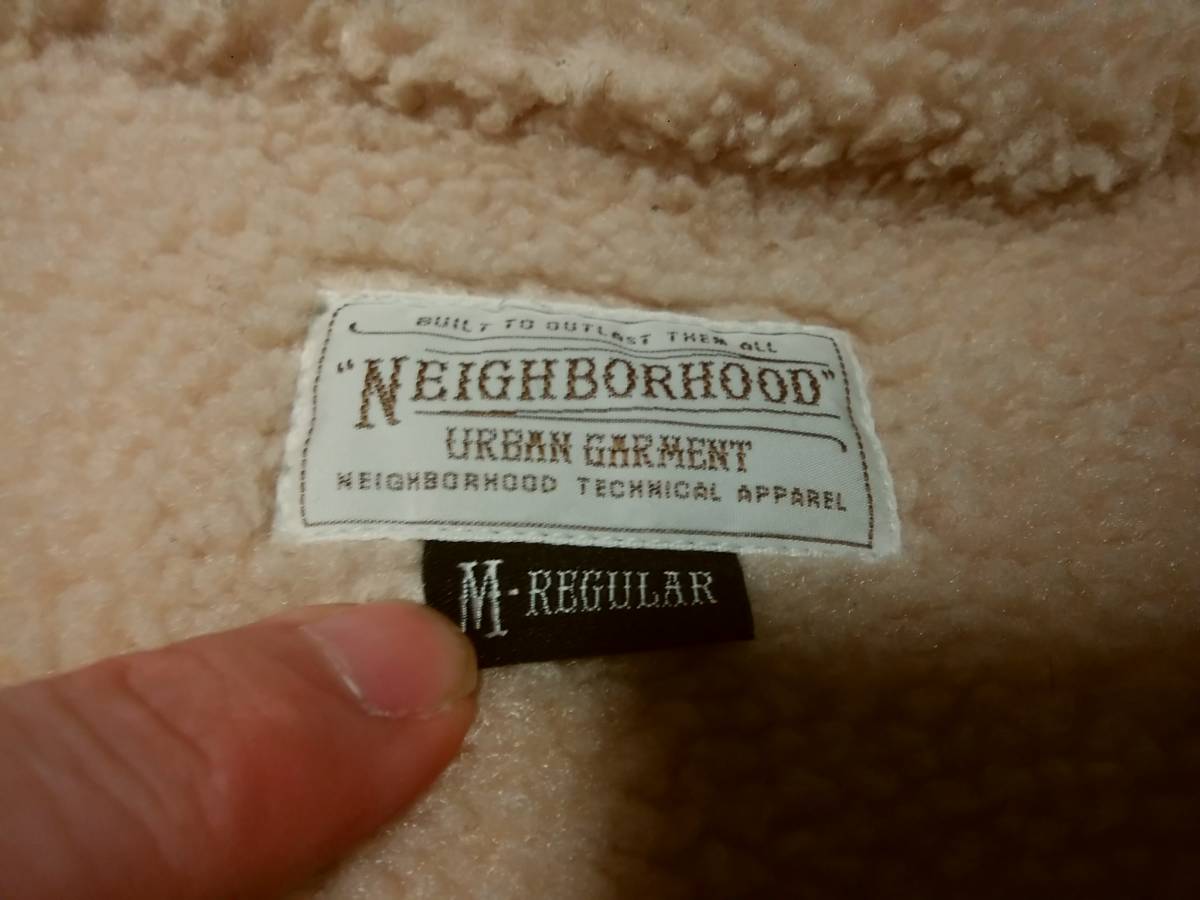 BUILT TO OUTLAST THEM ALL
"NEIGHBORHOOD"
URBAN GARMENT
NEIGHBORHOOD TECHNICAL APPAREL
M-REGULAR